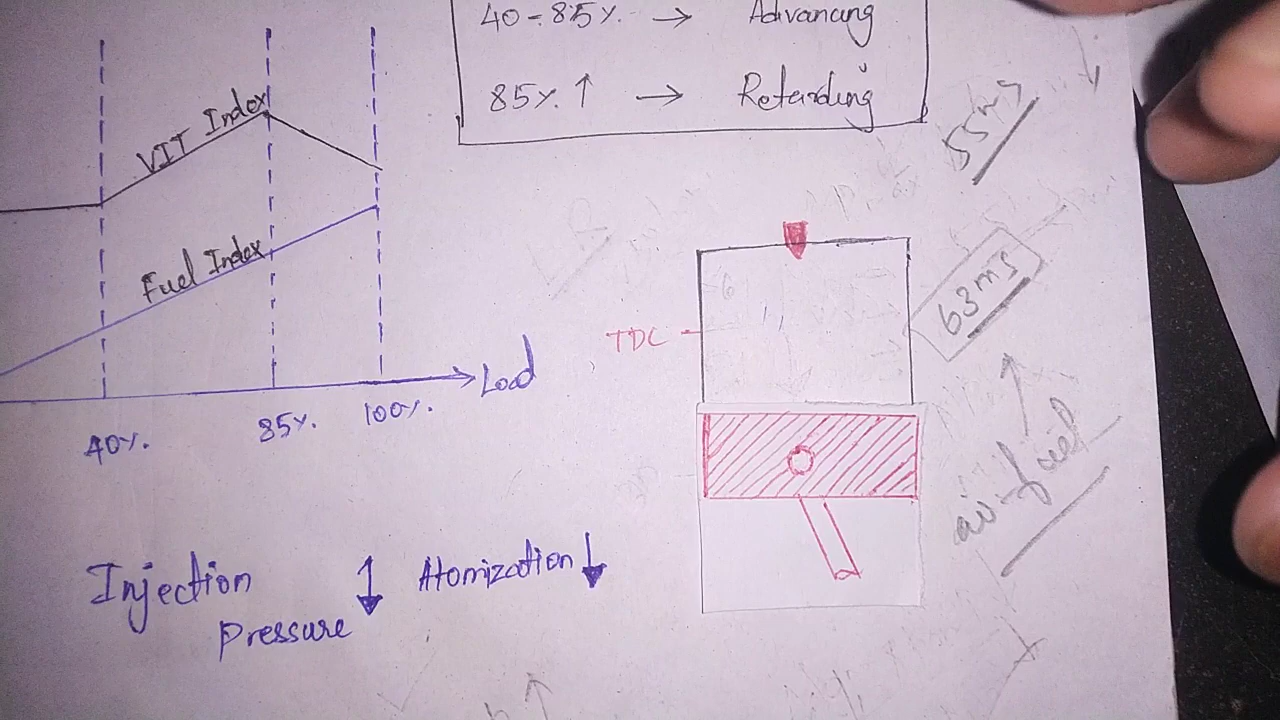 40-85%. → Advancing
85%. ↑ → Retarding
VIT Index
Fuel Index
Load
40%.
85%.
100%.
TDC
55ms
63ms
air-fuel
Injection
Pressure ↓
Atomization ↓